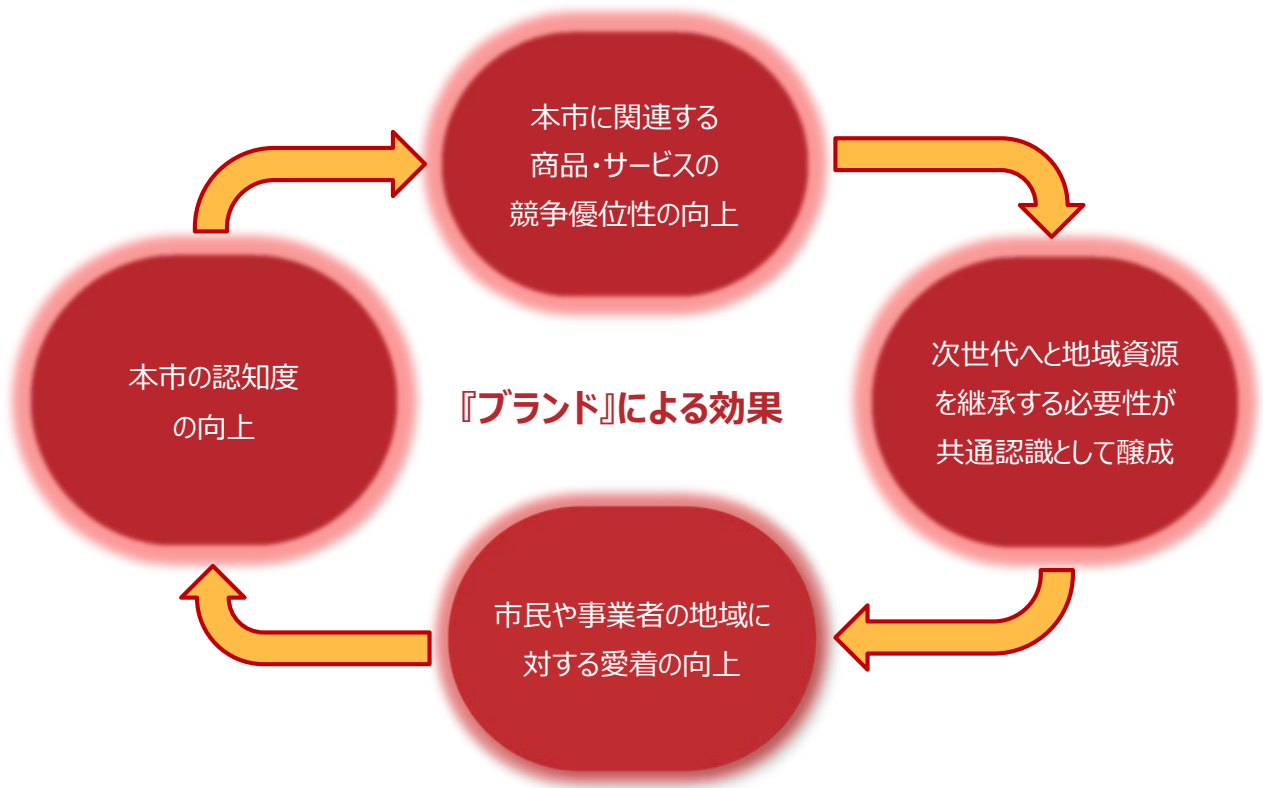 本市に関連する
商品・サービスの
競争優位性の向上
次世代へと地域資源
を継承する必要性が
共通認識として醸成
市民や事業者の地域に
対する愛着の向上
本市の認知度
の向上
『ブランド』による効果